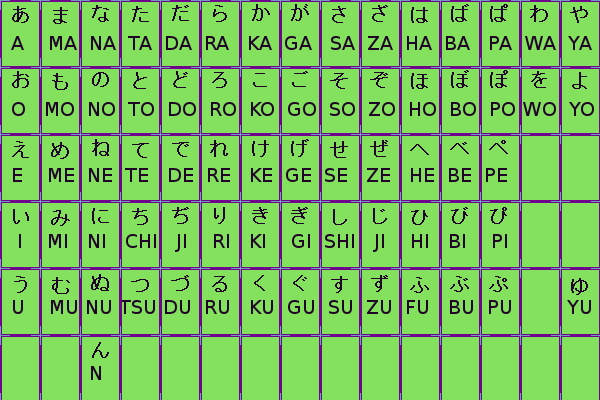 あ ま な た だ ら か が さ ざ は ば ぱ わ や
A MA NA TA DA RA KA GA SA ZA HA BA PA WA YA
お も の と ど ろ こ ご そ ぞ ほ ぼ ぽ を よ
O MO NO TO DO RO KO GO SO ZO HO BO PO WO YO
え め ね て で れ け げ せ ぜ へ べ ぺ
E ME NE TE DE RE KE GE SE ZE HE BE PE
い み に ち ぢ り き ぎ し じ ひ び ぴ
I MI NI CHI JI RI KI GI SHI JI HI BI PI
う む ぬ つ づ る く ぐ す ず ふ ぶ ぷ ゆ
U MU NU TSU DU RU KU GU SU ZU FU BU PU YU
ん
N